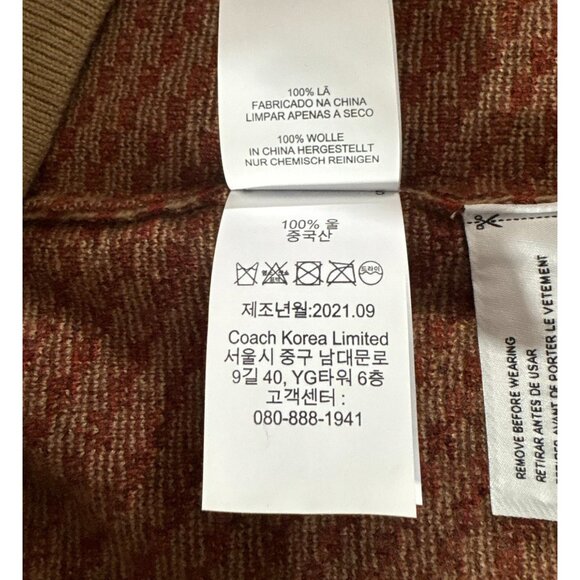 100% LÃ
FABRICADO NA CHINA
LIMPAR APENAS A SECO
100% WOLLE
IN CHINA HERGESTELLT
NUR CHEMISCH REINIGEN
100% 울
중국산
드라이
제조년월:2021.09
Coach Korea Limited
서울시 중구 남대문로
9길 40, YG타워 6층
고객센터 :
080-888-1941
REMOVE BEFORE WEARING
RETIRAR ANTES DE USAR
AVANT DE PORTER LE VETEMENT